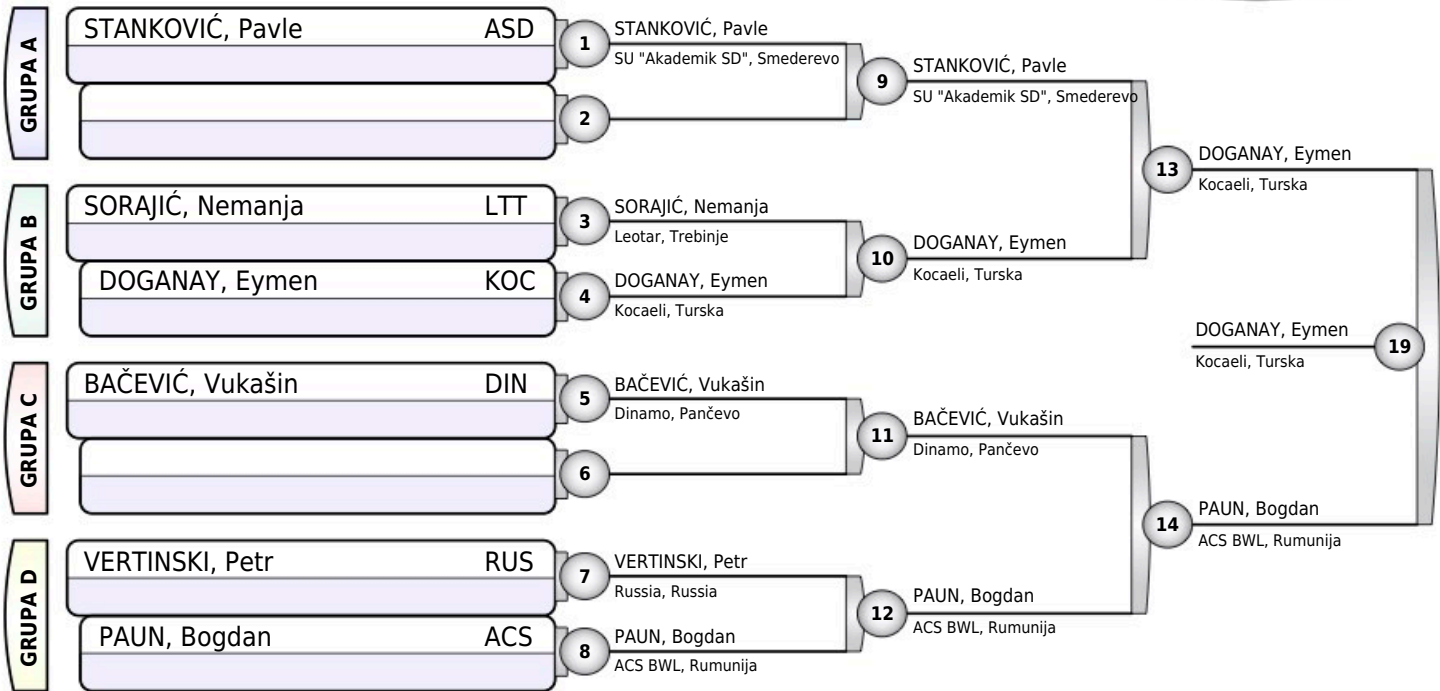 GRUPA A
STANKOVIĆ, Pavle ASD
1
2
GRUPA B
SORAJIĆ, Nemanja LTT
3
DOGANAY, Eymen KOC
4
GRUPA C
BAČEVIĆ, Vukašin DIN
5
6
GRUPA D
VERTINSKI, Petr RUS
7
PAUN, Bogdan ACS
8
STANKOVIĆ, Pavle
SU "Akademik SD", Smederevo
SORAJIĆ, Nemanja
Leotar, Trebinje
DOGANAY, Eymen
Kocaeli, Turska
BAČEVIĆ, Vukašin
Dinamo, Pančevo
VERTINSKI, Petr
Russia, Russia
PAUN, Bogdan
ACS BWL, Rumunija
9
STANKOVIĆ, Pavle
SU "Akademik SD", Smederevo
10
DOGANAY, Eymen
Kocaeli, Turska
11
BAČEVIĆ, Vukašin
Dinamo, Pančevo
12
PAUN, Bogdan
ACS BWL, Rumunija
13
DOGANAY, Eymen
Kocaeli, Turska
14
PAUN, Bogdan
ACS BWL, Rumunija
DOGANAY, Eymen
Kocaeli, Turska
19